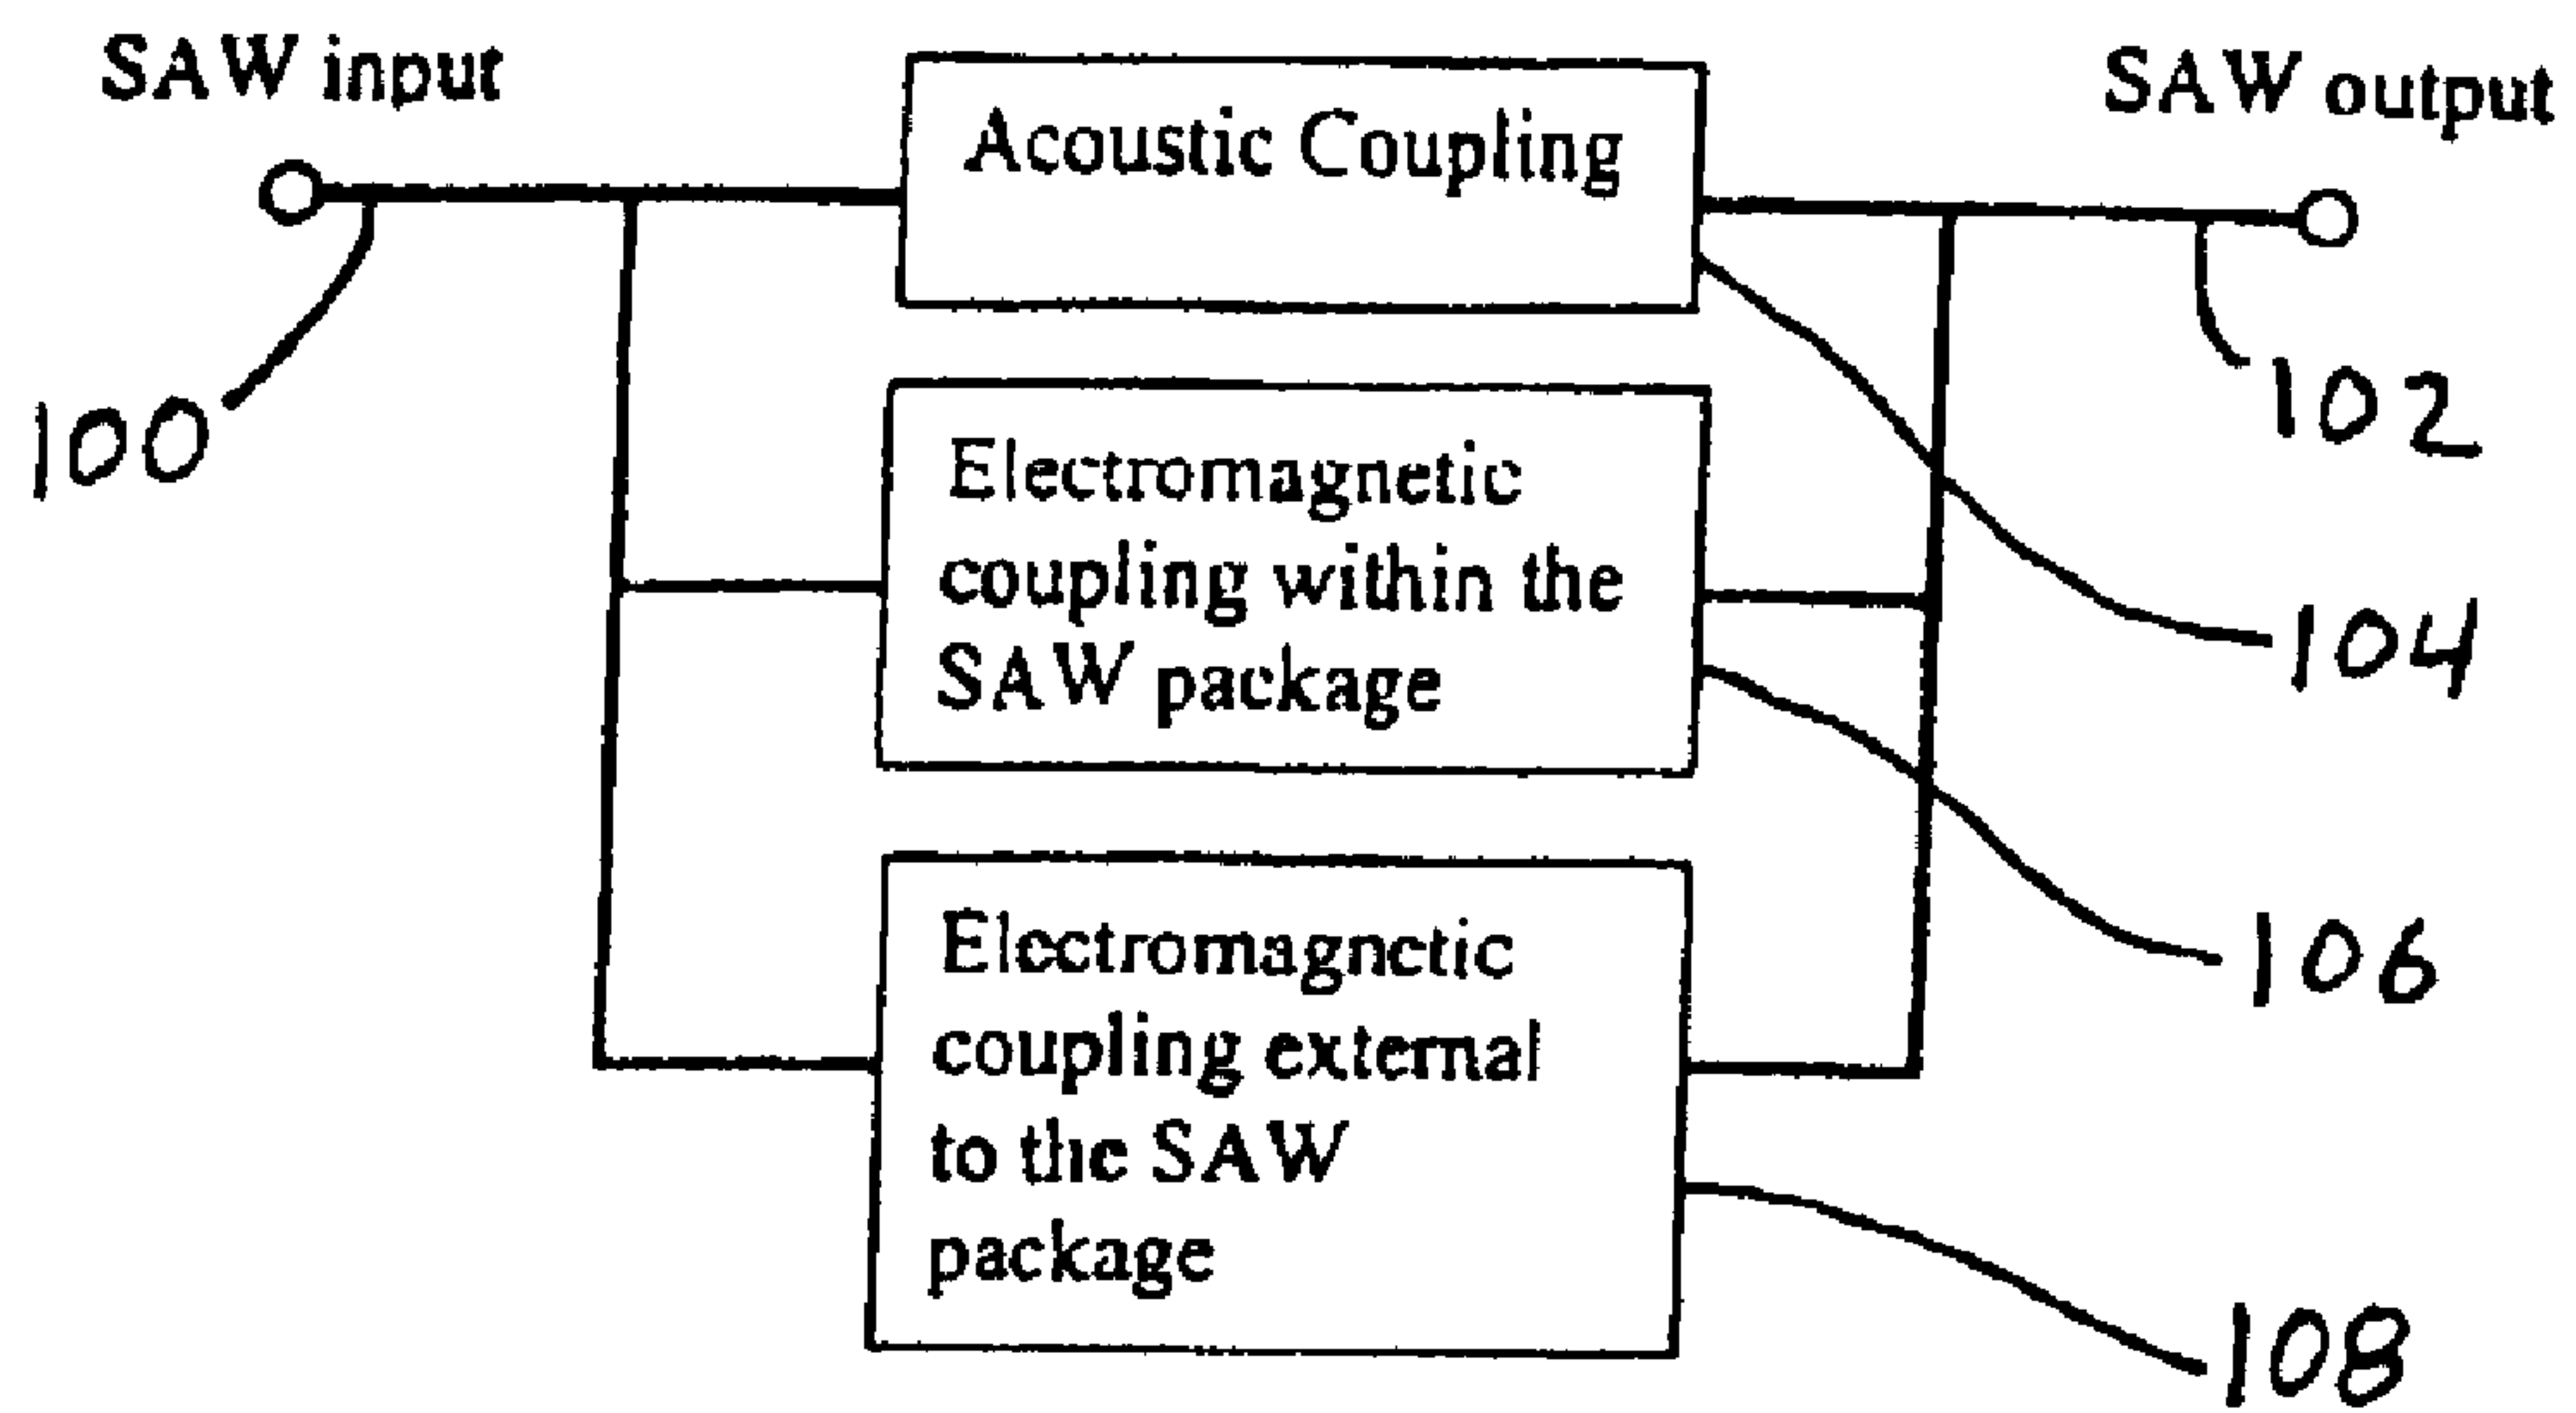 SAW input
SAW output
Acoustic Coupling
100
102
Electromagnetic
coupling within the
SAW package
104
106
Electromagnetic
coupling external
to the SAW
package
108